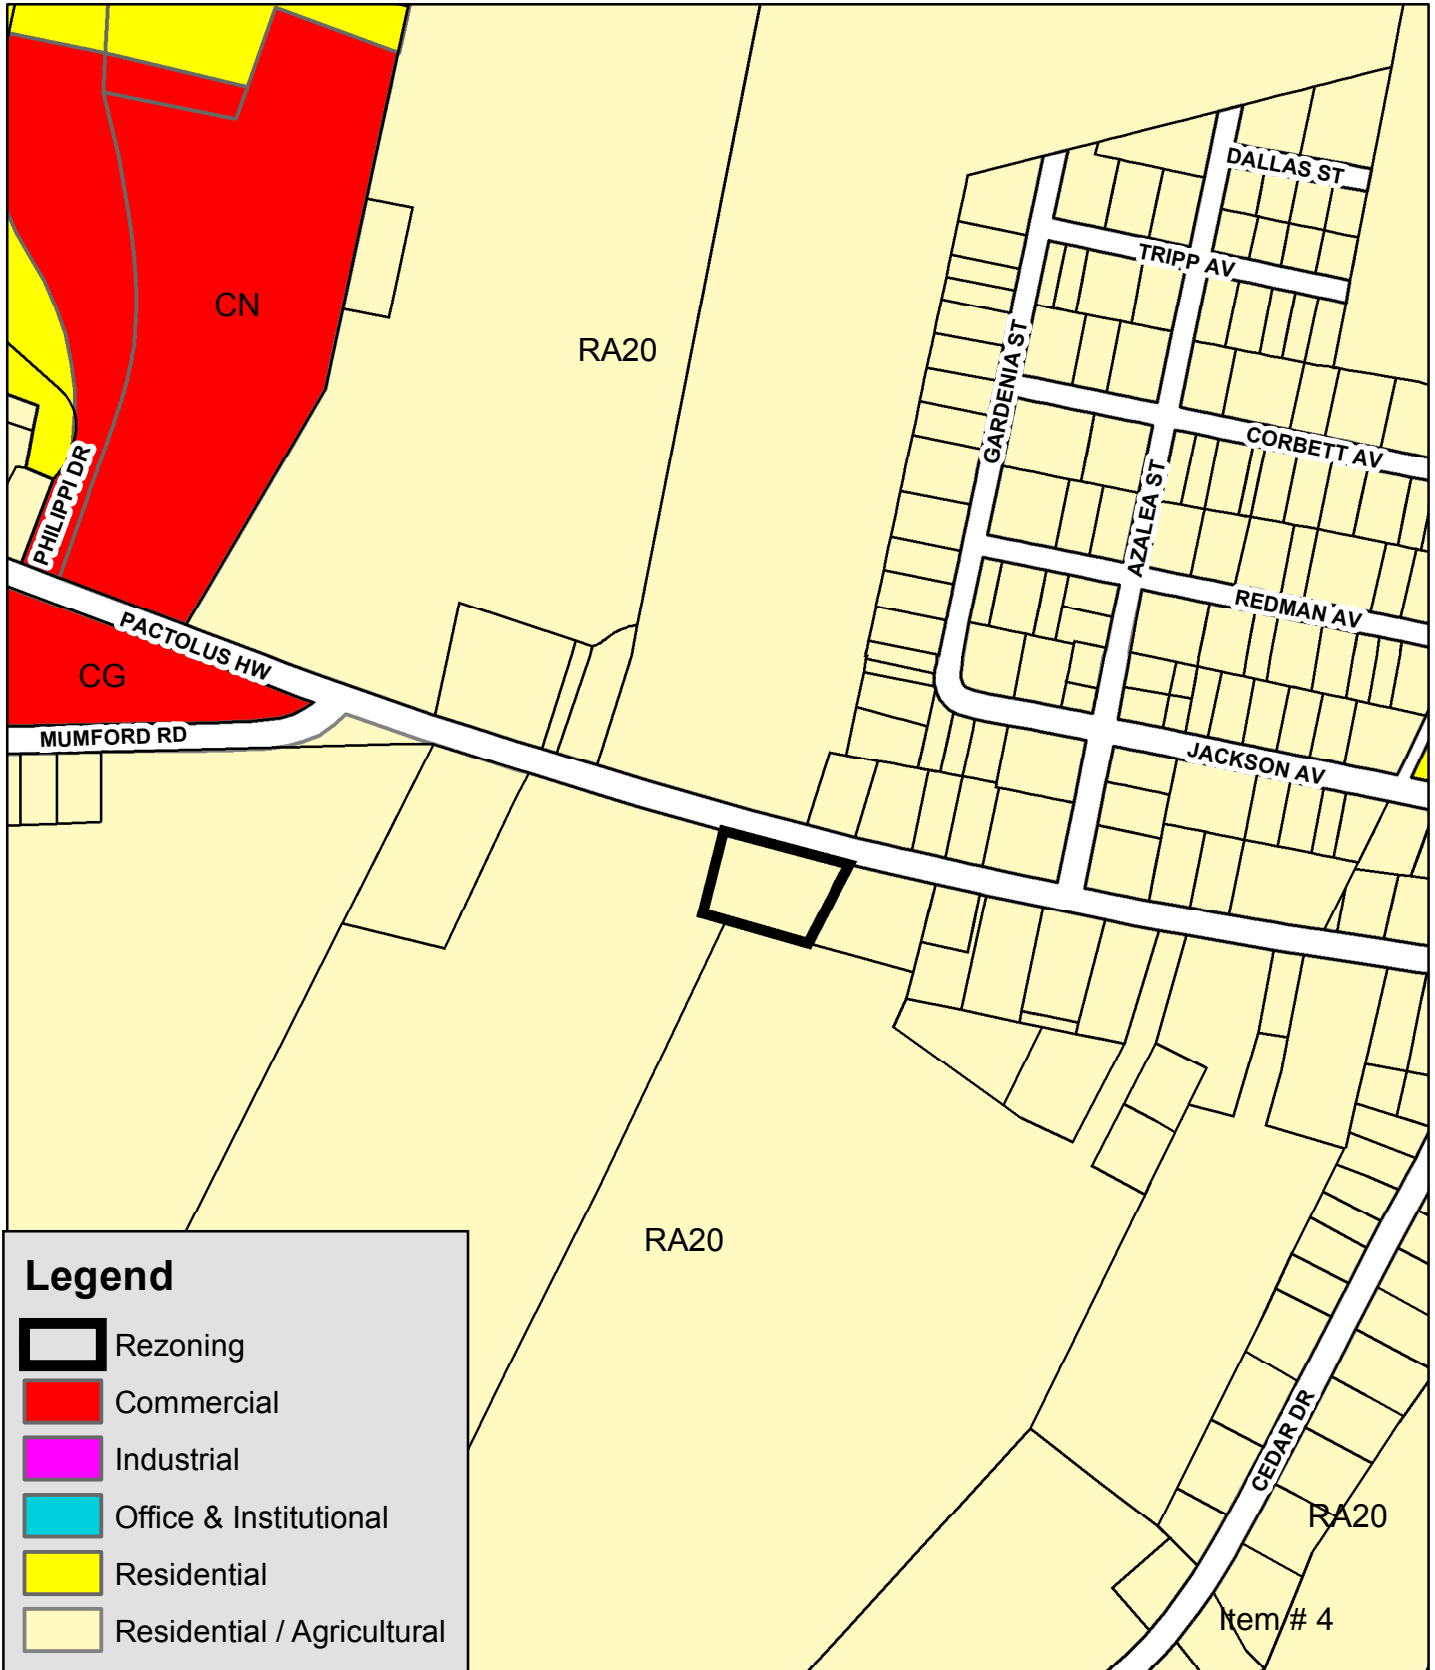 DALLAS ST
TRIPP AV
CN
RA20
GARDENIA ST
CORBETT AV
AZALEA ST
PHILIPPI DR
REDMAN AV
PACTOLUS HW
CG
MUMFORD RD
JACKSON AV
RA20
Legend
Rezoning
Commercial
Industrial
Office & Institutional
Residential
Residential / Agricultural
CEDAR DR
RA20
Item # 4